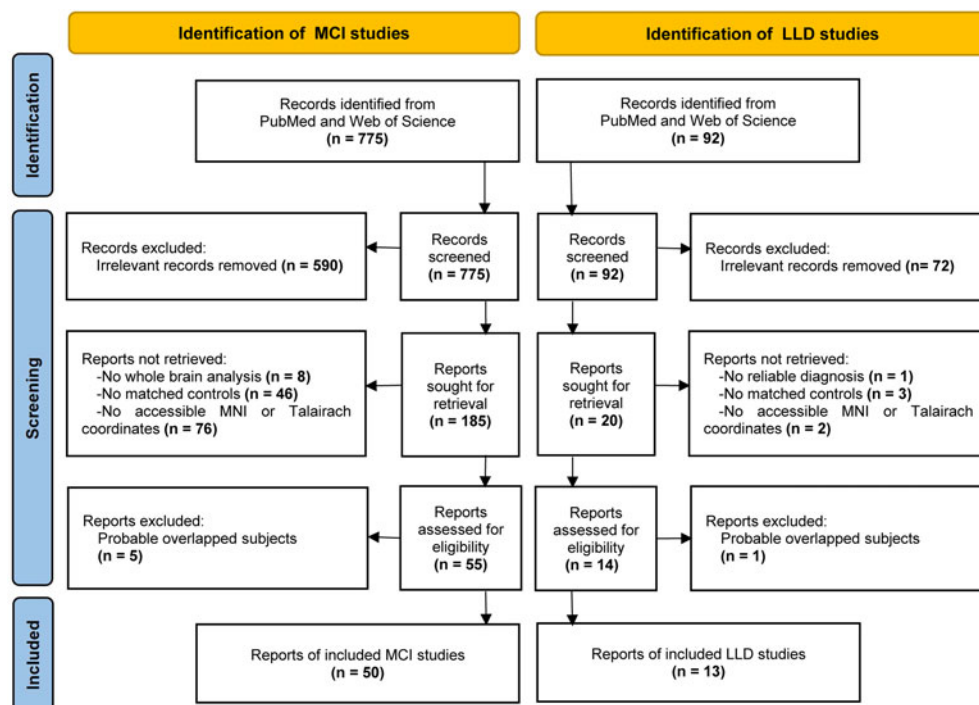 Identification of MCI studies
Identification of LLD studies
Identification
Records identified from
PubMed and Web of Science
(n = 775)
Records identified from
PubMed and Web of Science
(n = 92)
Screening
Records excluded:
Irrelevant records removed (n = 590)
Records
screened
(n = 775)
Records
screened
(n = 92)
Records excluded:
Irrelevant records removed (n= 72)
Reports not retrieved:
-No whole brain analysis (n = 8)
-No matched controls (n = 46)
-No accessible MNI or Talairach
coordinates (n = 76)
Reports
sought for
retrieval
(n = 185)
Reports
sought for
retrieval
(n = 20)
Reports not retrieved:
-No reliable diagnosis (n = 1)
-No matched controls (n = 3)
-No accessible MNI or Talairach
coordinates (n = 2)
Reports excluded:
Probable overlapped subjects
(n = 5)
Reports
assessed for
eligibility
(n = 55)
Reports
assessed for
eligibility
(n = 14)
Reports excluded:
Probable overlapped subjects
(n = 1)
Included
Reports of included MCI studies
(n = 50)
Reports of included LLD studies
(n = 13)